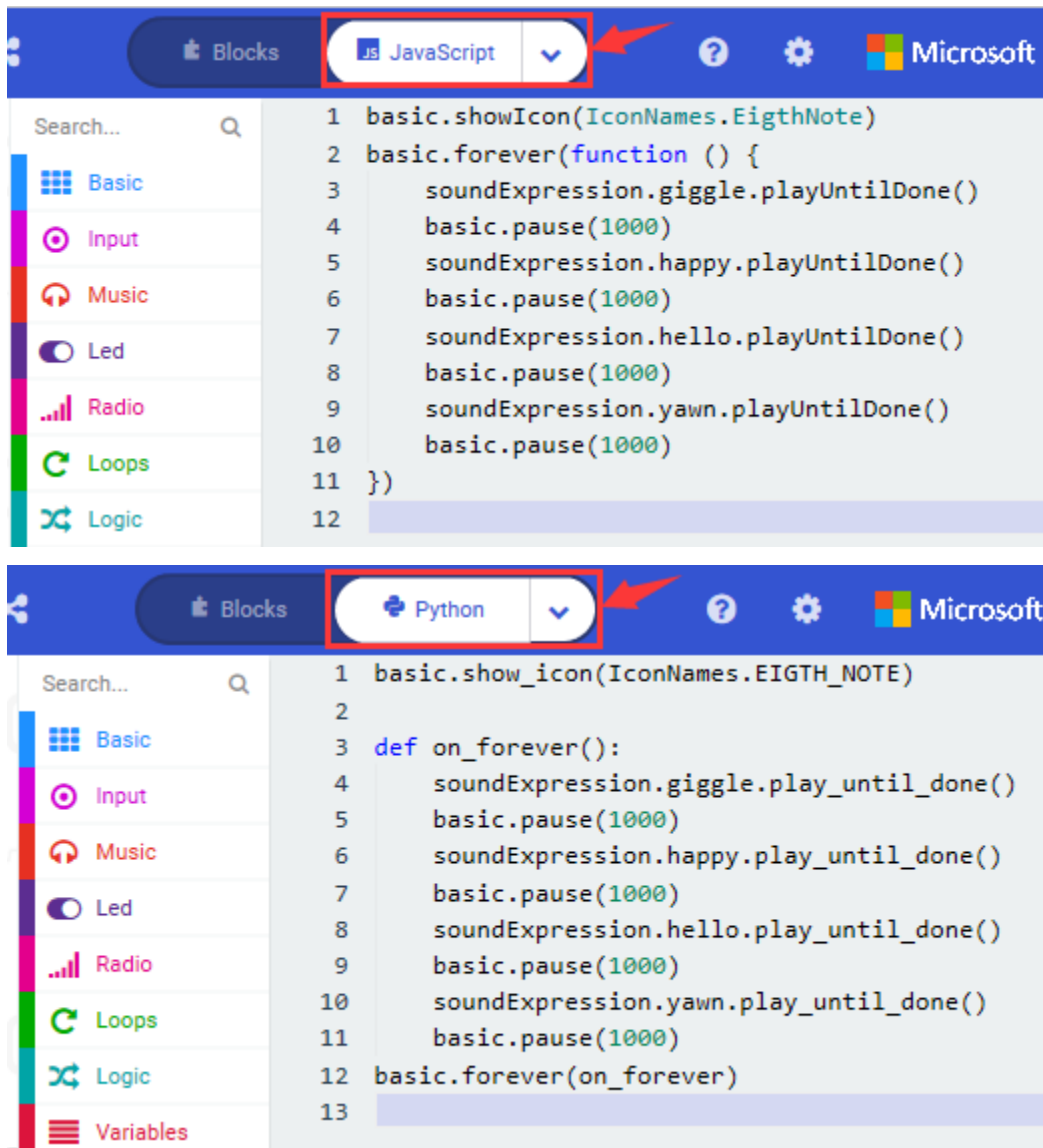 Blocks JS JavaScript ? Microsoft
Search...
Basic
Input
Music
Led
Radio
Loops
Logic
1 basic.showIcon(IconNames.EigthNote)
2 basic.forever(function () {
3 soundExpression.giggle.playUntilDone()
4 basic.pause(1000)
5 soundExpression.happy.playUntilDone()
6 basic.pause(1000)
7 soundExpression.hello.playUntilDone()
8 basic.pause(1000)
9 soundExpression.yawn.playUntilDone()
10 basic.pause(1000)
11 })
12
Blocks Python ? Microsoft
Search...
Basic
Input
Music
Led
Radio
Loops
Logic
Variables
1 basic.show_icon(IconNames.EIGTH_NOTE)
2
3 def on_forever():
4 soundExpression.giggle.play_until_done()
5 basic.pause(1000)
6 soundExpression.happy.play_until_done()
7 basic.pause(1000)
8 soundExpression.hello.play_until_done()
9 basic.pause(1000)
10 soundExpression.yawn.play_until_done()
11 basic.pause(1000)
12 basic.forever(on_forever)
13